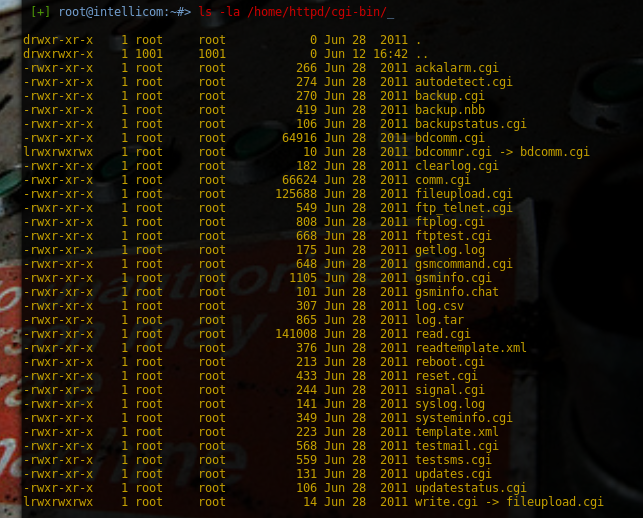 [+] root@intellicom:~#> ls -la /home/httpd/cgi-bin/_
drwxr-xr-x 1 root root 0 Jun 28 2011 .
drwxrwxr-x 1 1001 1001 0 Jun 12 16:42 ..
-rwxr-xr-x 1 root root 266 Jun 28 2011 ackalarm.cgi
-rwxr-xr-x 1 root root 274 Jun 28 2011 autodetect.cgi
-rwxr-xr-x 1 root root 270 Jun 28 2011 backup.cgi
-rwxr-xr-x 1 root root 419 Jun 28 2011 backup.nbb
-rwxr-xr-x 1 root root 106 Jun 28 2011 backupstatus.cgi
-rwxr-xr-x 1 root root 64916 Jun 28 2011 bdcomm.cgi
lrwxrwxrwx 1 root root 10 Jun 28 2011 bdcommr.cgi -> bdcomm.cgi
-rwxr-xr-x 1 root root 182 Jun 28 2011 clearlog.cgi
-rwxr-xr-x 1 root root 66624 Jun 28 2011 comm.cgi
-rwxr-xr-x 1 root root 125688 Jun 28 2011 fileupload.cgi
-rwxr-xr-x 1 root root 549 Jun 28 2011 ftp_telnet.cgi
-rwxr-xr-x 1 root root 808 Jun 28 2011 ftplog.cgi
-rwxr-xr-x 1 root root 668 Jun 28 2011 ftptest.cgi
-rwxr-xr-x 1 root root 175 Jun 28 2011 getlog.log
-rwxr-xr-x 1 root root 648 Jun 28 2011 gsmcommand.cgi
-rwxr-xr-x 1 root root 1105 Jun 28 2011 gsminfo.cgi
-rwxr-xr-x 1 root root 101 Jun 28 2011 gsminfo.chat
-rwxr-xr-x 1 root root 307 Jun 28 2011 log.csv
-rwxr-xr-x 1 root root 865 Jun 28 2011 log.tar
-rwxr-xr-x 1 root root 141008 Jun 28 2011 read.cgi
-rwxr-xr-x 1 root root 376 Jun 28 2011 readtemplate.xml
-rwxr-xr-x 1 root root 213 Jun 28 2011 reboot.cgi
-rwxr-xr-x 1 root root 433 Jun 28 2011 reset.cgi
-rwxr-xr-x 1 root root 244 Jun 28 2011 signal.cgi
-rwxr-xr-x 1 root root 141 Jun 28 2011 syslog.log
-rwxr-xr-x 1 root root 349 Jun 28 2011 systeminfo.cgi
-rwxr-xr-x 1 root root 223 Jun 28 2011 template.xml
-rwxr-xr-x 1 root root 568 Jun 28 2011 testmail.cgi
-rwxr-xr-x 1 root root 559 Jun 28 2011 testsms.cgi
-rwxr-xr-x 1 root root 131 Jun 28 2011 updates.cgi
-rwxr-xr-x 1 root root 106 Jun 28 2011 updatestatus.cgi
lrwxrwxrwx 1 root root 14 Jun 28 2011 write.cgi -> fileupload.cgi